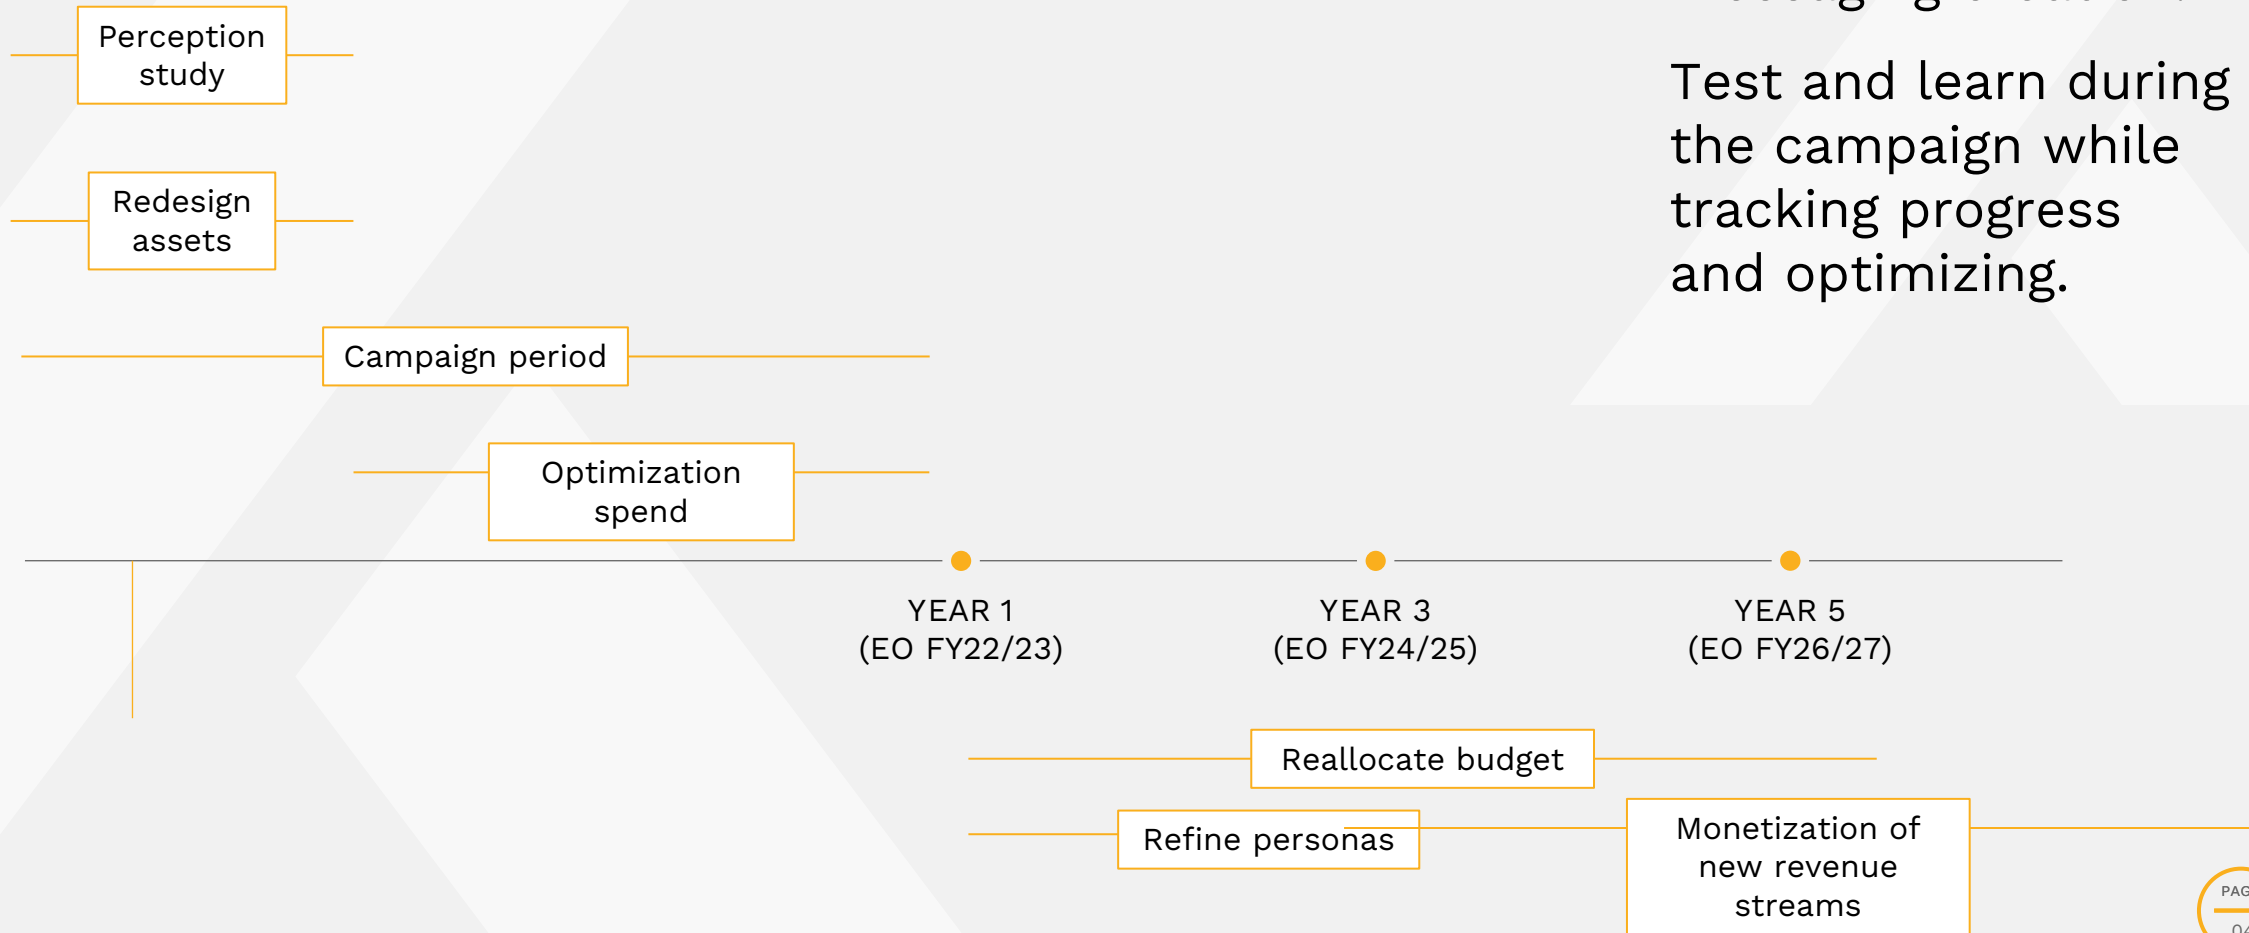 Perception
study
Redesign
assets
Campaign period
Optimization
spend
Test and learn during
the campaign while
tracking progress
and optimizing.
YEAR 1
(EO FY22/23)
YEAR 3
(EO FY24/25)
YEAR 5
(EO FY26/27)
Reallocate budget
Refine personas
Monetization of
new revenue
streams